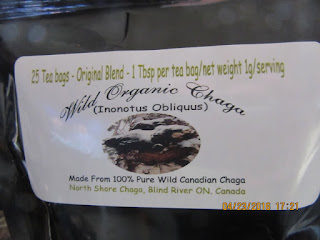 25 Tea bags - Original Blend - 1 Tbsp per tea bag/net weight 1g/serving
Wild Organic Chaga
(Inonotus Obliquus)
Made From 100% Pure Wild Canadian Chaga
North Shore Chaga, Blind River ON, Canada